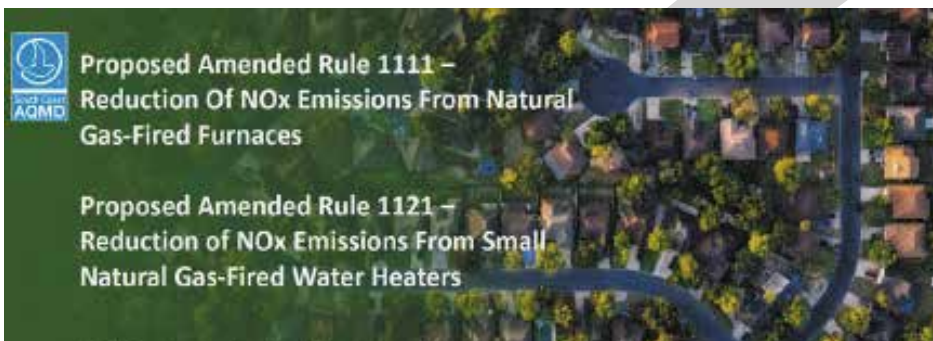 South Coast
AQMD
Proposed Amended Rule 1111 –
Reduction Of NOx Emissions From Natural
Gas-Fired Furnaces
Proposed Amended Rule 1121 –
Reduction of NOx Emissions From Small
Natural Gas-Fired Water Heaters